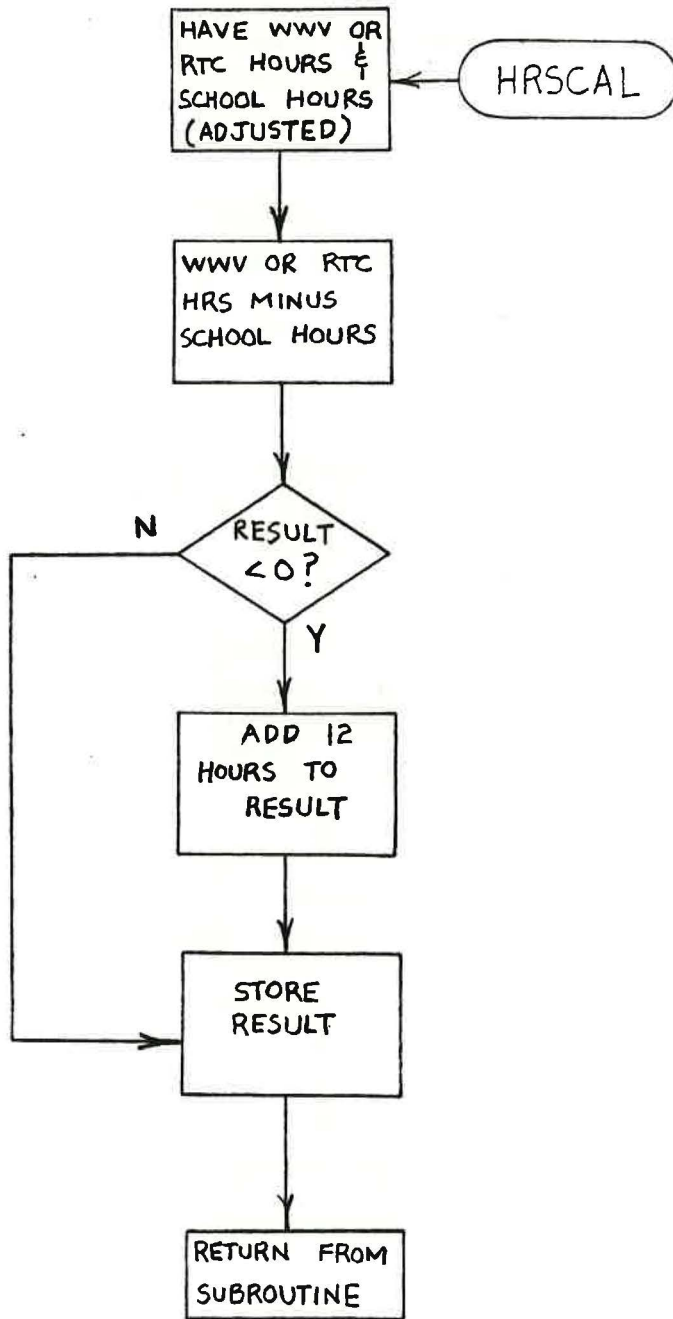 HAVE WWV OR
RTC HOURS &
SCHOOL HOURS
(ADJUSTED)
HRSCAL
WWV OR RTC
HRS MINUS
SCHOOL HOURS
N
RESULT
<0?
Y
ADD 12
HOURS TO
RESULT
STORE
RESULT
RETURN FROM
SUBROUTINE